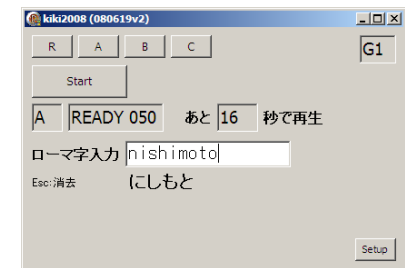 kiki2008 (080619v2)
R A B C G1
Start
A READY 050 あと 16 秒で再生
ローマ字入力 nishimoto
Esc:消去 にしもと
Setup